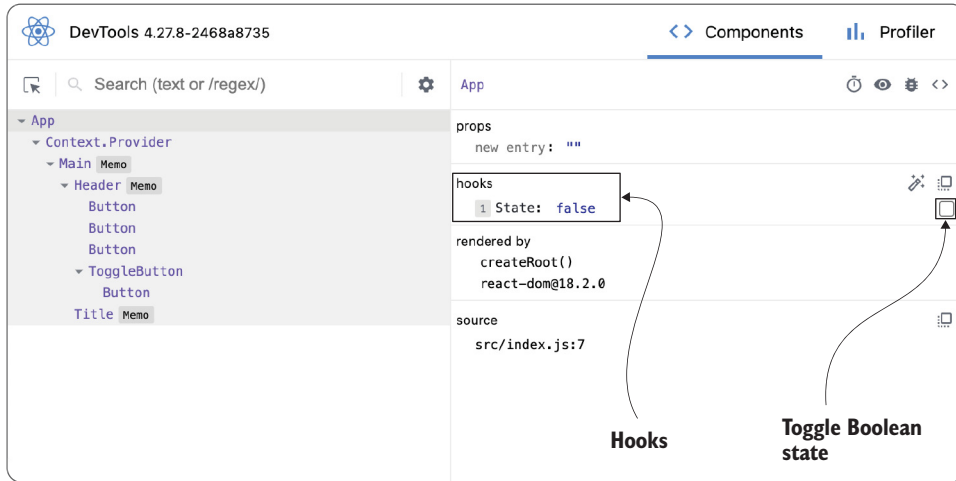 DevTools 4.27.8-2468a8735
Components
Profiler
Search (text or /regex/)
App
Context.Provider
Main Memo
Header Memo
Button
Button
Button
ToggleButton
Button
Title Memo
App
props
new entry: ""
hooks
1 State: false
rendered by
createRoot()
react-dom@18.2.0
source
src/index.js:7
Hooks
Toggle Boolean
state